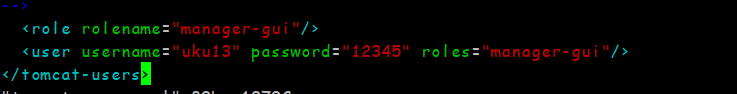 -->
<role rolename="manager-gui"/>
<user username="uku13" password="12345" roles="manager-gui"/>
</tomcat-users>